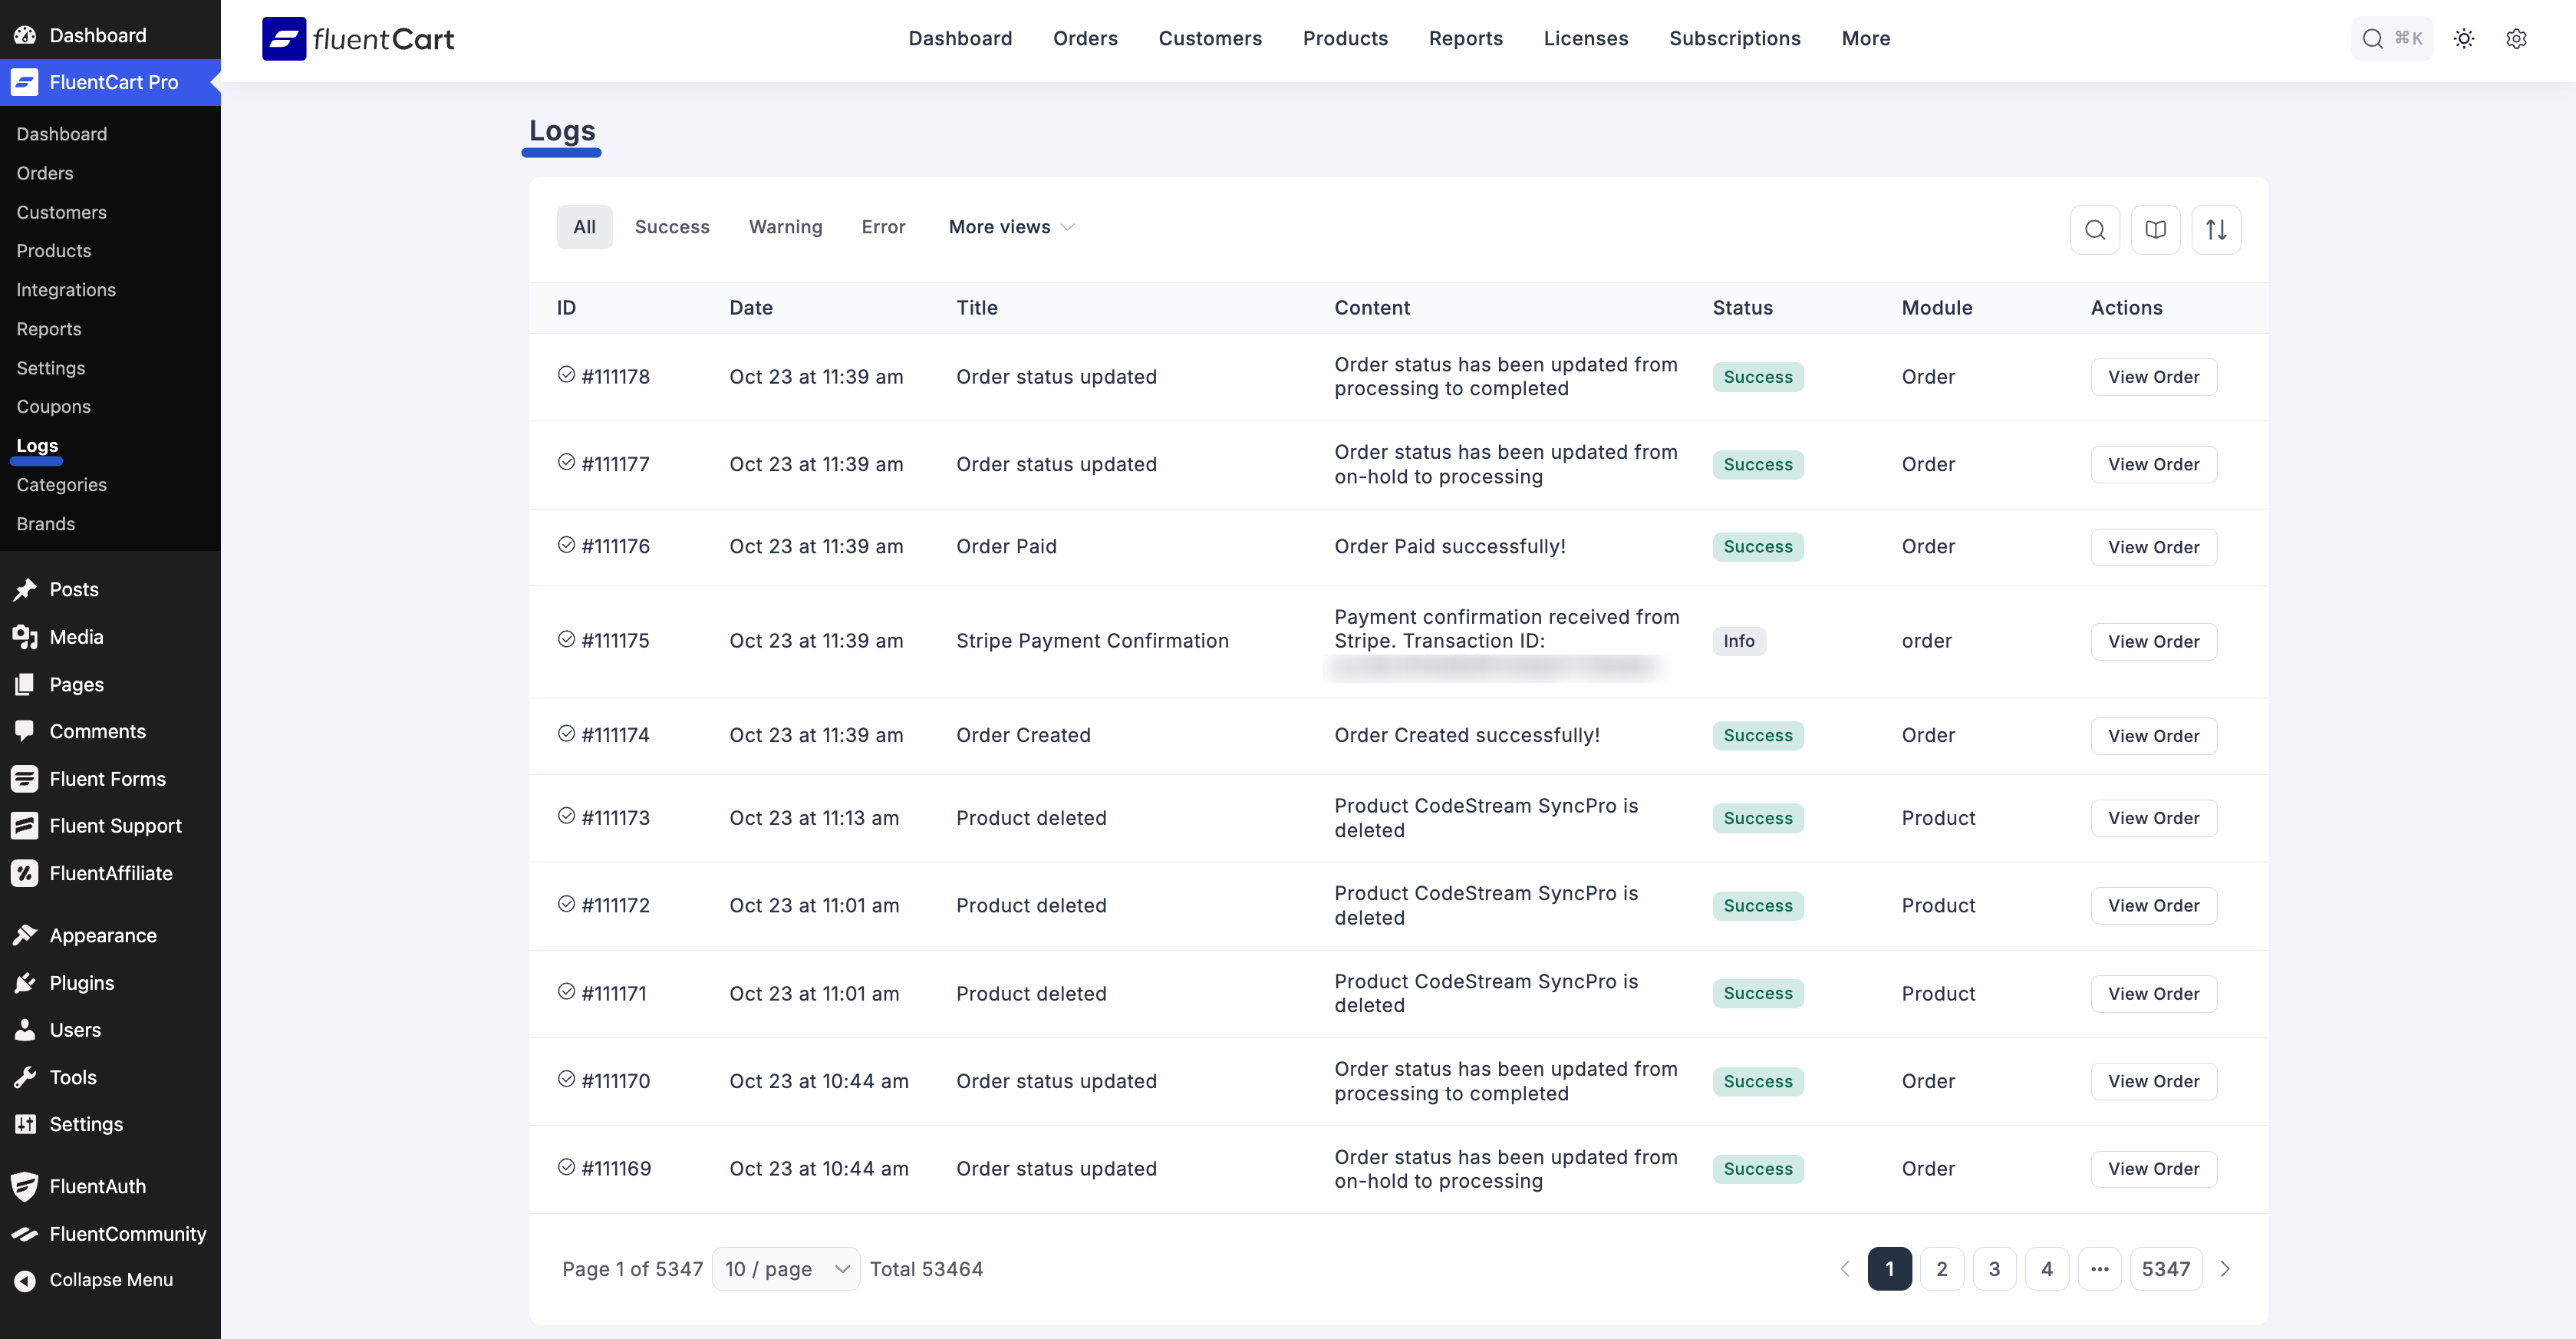 Dashboard
FluentCart Pro
Dashboard
Orders
Customers
Products
Integrations
Reports
Settings
Coupons
Logs
Categories
Brands
Posts
Media
Pages
Comments
Fluent Forms
Fluent Support
FluentAffiliate
Appearance
Plugins
Users
Tools
Settings
FluentAuth
FluentCommunity
Collapse Menu
fluentCart
Dashboard Orders Customers Products Reports Licenses Subscriptions More
⌘K
Logs
All Success Warning Error More views
ID Date Title Content Status Module Actions
#111178 Oct 23 at 11:39 am Order status updated Order status has been updated from
processing to completed Success Order View Order
#111177 Oct 23 at 11:39 am Order status updated Order status has been updated from
on-hold to processing Success Order View Order
#111176 Oct 23 at 11:39 am Order Paid Order Paid successfully! Success Order View Order
#111175 Oct 23 at 11:39 am Stripe Payment Confirmation Payment confirmation received from
Stripe. Transaction ID: Info order View Order
#111174 Oct 23 at 11:39 am Order Created Order Created successfully! Success Order View Order
#111173 Oct 23 at 11:13 am Product deleted Product CodeStream SyncPro is
deleted Success Product View Order
#111172 Oct 23 at 11:01 am Product deleted Product CodeStream SyncPro is
deleted Success Product View Order
#111171 Oct 23 at 11:01 am Product deleted Product CodeStream SyncPro is
deleted Success Product View Order
#111170 Oct 23 at 10:44 am Order status updated Order status has been updated from
processing to completed Success Order View Order
#111169 Oct 23 at 10:44 am Order status updated Order status has been updated from
on-hold to processing Success Order View Order
Page 1 of 5347 10 / page Total 53464 1 2 3 4 ••• 5347